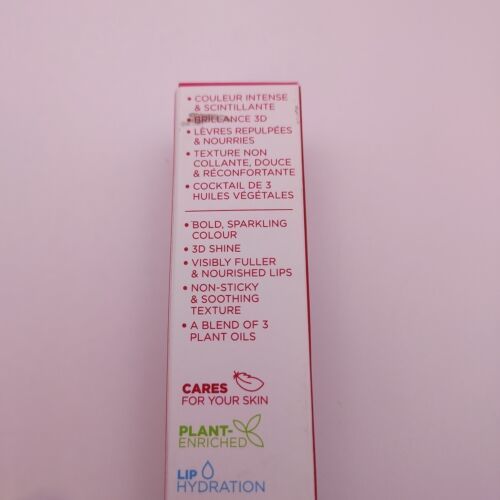 • COULEUR INTENSE
& SCINTILLANTE
• BRILLANCE 3D
• LÈVRES REPULPÉES
& NOURRIES
• TEXTURE NON
COLLANTE, DOUCE
& RÉCONFORTANTE
• COCKTAIL DE 3
HUILES VÉGÉTALES
• BOLD, SPARKLING
COLOUR
• 3D SHINE
• VISIBLY FULLER
& NOURISHED LIPS
• NON-STICKY
& SOOTHING
TEXTURE
• A BLEND OF 3
PLANT OILS
CARES
FOR YOUR SKIN
PLANT-
ENRICHED
LIP
HYDRATION